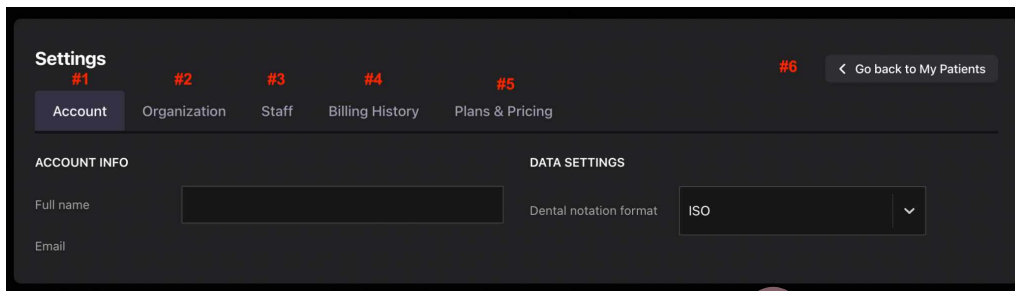 Settings
#1 #2 #3 #4 #5 #6
< Go back to My Patients
Account Organization Staff Billing History Plans & Pricing
ACCOUNT INFO DATA SETTINGS
Full name Dental notation format ISO
Email